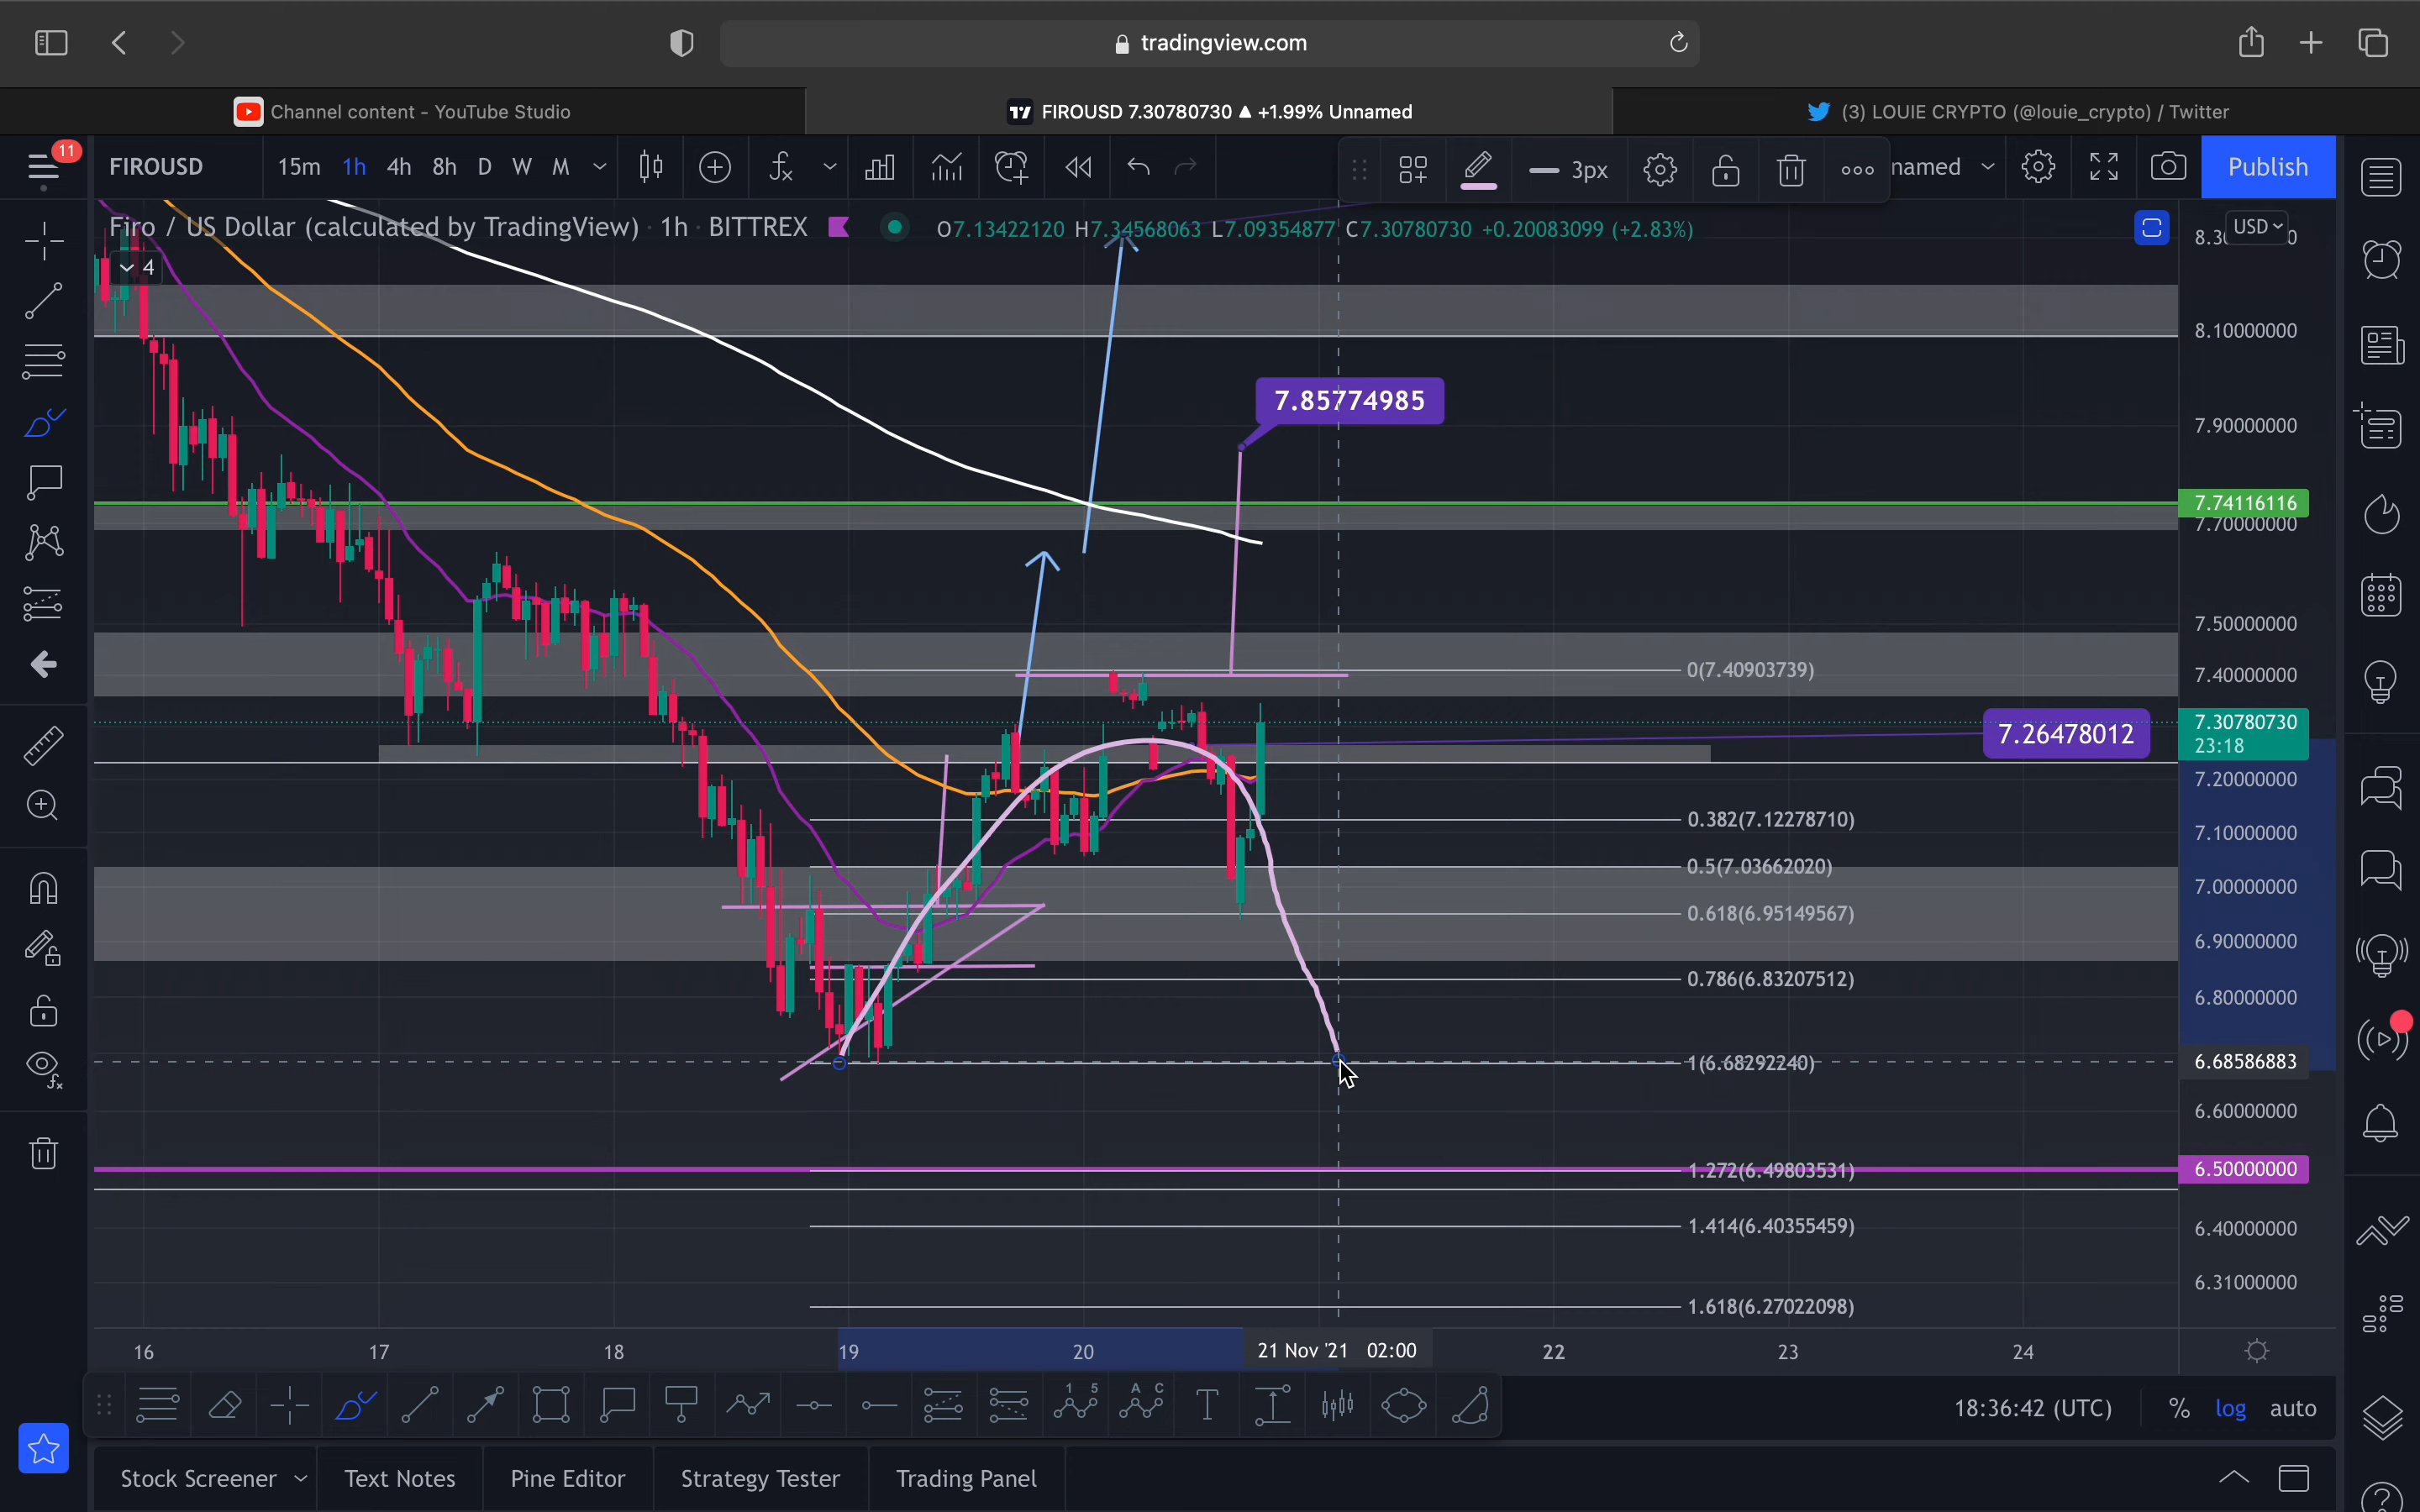 tradingview.com
Channel content - YouTube Studio
FIROUSD 7.30780730 ▲ +1.99% Unnamed
(3) LOUIE CRYPTO (@louie_crypto) / Twitter
11
FIROUSD
15m 1h 4h 8h D W M
3px
named
Publish
Firo / US Dollar (calculated by TradingView) · 1h · BITTREX
O7.13422120 H7.34568063 L7.09354877 C7.30780730 +0.20083099 (+2.83%)
USD
4
8.10000000
7.85774985
7.90000000
7.74116116
7.70000000
7.50000000
0(7.40903739)
7.40000000
7.26478012
7.30780730
23:18
7.20000000
0.382(7.12278710)
7.10000000
0.5(7.03662020)
7.00000000
0.618(6.95149567)
6.90000000
0.786(6.83207512)
6.80000000
1(6.68292240)
6.68586883
6.60000000
1.272(6.49803531)
6.50000000
1.414(6.40355459)
6.40000000
6.31000000
1.618(6.27022098)
16 17 18 19 20 21 Nov '21 02:00 22 23 24
1 5
A C
T
18:36:42 (UTC) % log auto
Stock Screener Text Notes Pine Editor Strategy Tester Trading Panel